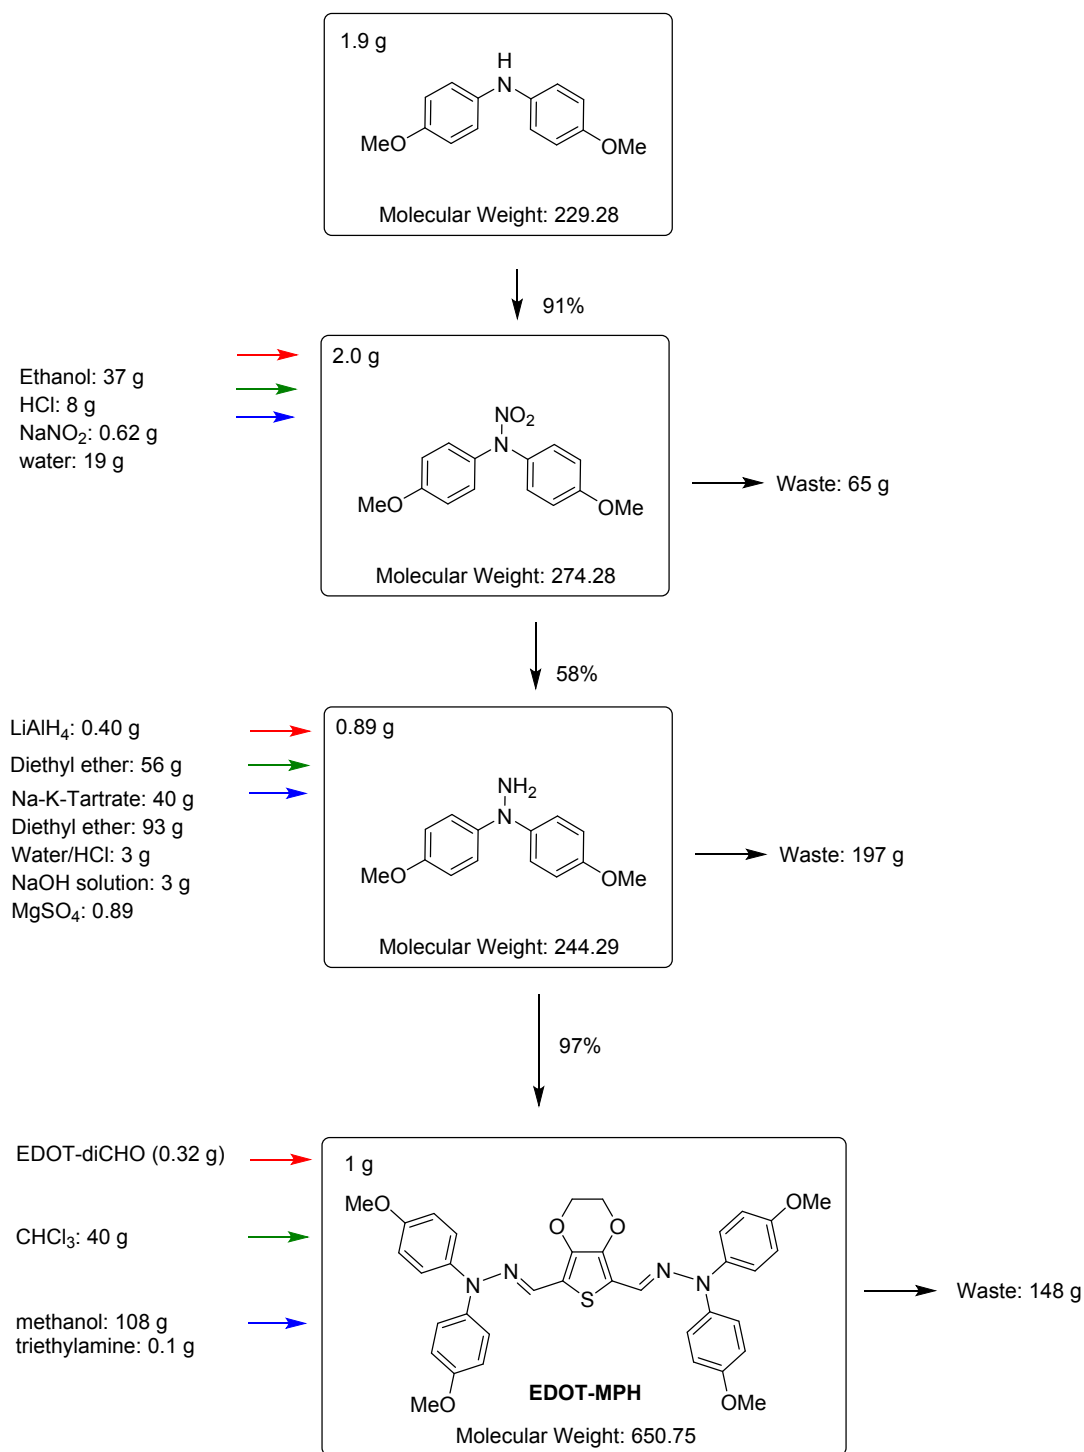 1.9 g
H
N
MeO
OMe
Molecular Weight: 229.28
91%
Ethanol: 37 g
HCl: 8 g
NaNO2: 0.62 g
water: 19 g
2.0 g
NO2
N
MeO
OMe
Molecular Weight: 274.28
Waste: 65 g
58%
LiAlH4: 0.40 g
Diethyl ether: 56 g
Na-K-Tartrate: 40 g
Diethyl ether: 93 g
Water/HCl: 3 g
NaOH solution: 3 g
MgSO4: 0.89
0.89 g
NH2
N
MeO
OMe
Molecular Weight: 244.29
Waste: 197 g
97%
EDOT-diCHO (0.32 g)
CHCl3: 40 g
methanol: 108 g
triethylamine: 0.1 g
1 g
MeO
OMe
O
O
N
N
N
N
S
MeO
OMe
EDOT-MPH
Molecular Weight: 650.75
Waste: 148 g